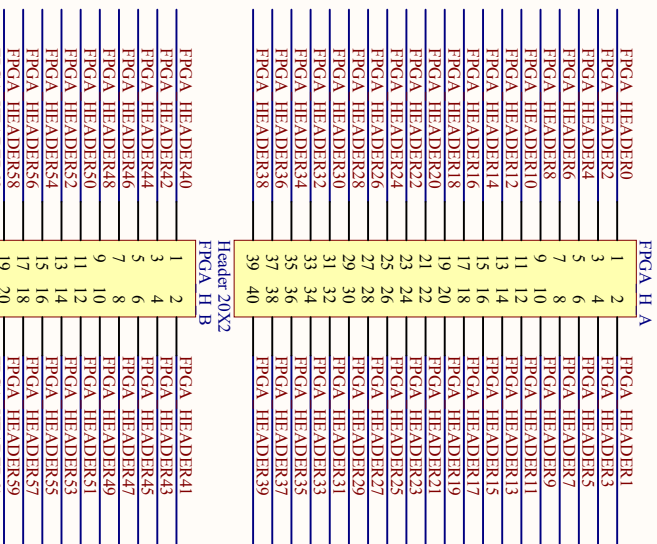 FPGA_H_A
FPGA_HEADER0 1 2 FPGA_HEADER1
FPGA_HEADER2 3 4 FPGA_HEADER3
FPGA_HEADER4 5 6 FPGA_HEADER5
FPGA_HEADER6 7 8 FPGA_HEADER7
FPGA_HEADER8 9 10 FPGA_HEADER9
FPGA_HEADER10 11 12 FPGA_HEADER11
FPGA_HEADER12 13 14 FPGA_HEADER13
FPGA_HEADER14 15 16 FPGA_HEADER15
FPGA_HEADER16 17 18 FPGA_HEADER17
FPGA_HEADER18 19 20 FPGA_HEADER19
FPGA_HEADER20 21 22 FPGA_HEADER21
FPGA_HEADER22 23 24 FPGA_HEADER23
FPGA_HEADER24 25 26 FPGA_HEADER25
FPGA_HEADER26 27 28 FPGA_HEADER27
FPGA_HEADER28 29 30 FPGA_HEADER29
FPGA_HEADER30 31 32 FPGA_HEADER31
FPGA_HEADER32 33 34 FPGA_HEADER33
FPGA_HEADER34 35 36 FPGA_HEADER35
FPGA_HEADER36 37 38 FPGA_HEADER37
FPGA_HEADER38 39 40 FPGA_HEADER39
Header 20X2
FPGA_H_B
FPGA_HEADER40 1 2 FPGA_HEADER41
FPGA_HEADER42 3 4 FPGA_HEADER43
FPGA_HEADER44 5 6 FPGA_HEADER45
FPGA_HEADER46 7 8 FPGA_HEADER47
FPGA_HEADER48 9 10 FPGA_HEADER49
FPGA_HEADER50 11 12 FPGA_HEADER51
FPGA_HEADER52 13 14 FPGA_HEADER53
FPGA_HEADER54 15 16 FPGA_HEADER55
FPGA_HEADER56 17 18 FPGA_HEADER57
FPGA_HEADER58 19 20 FPGA_HEADER59